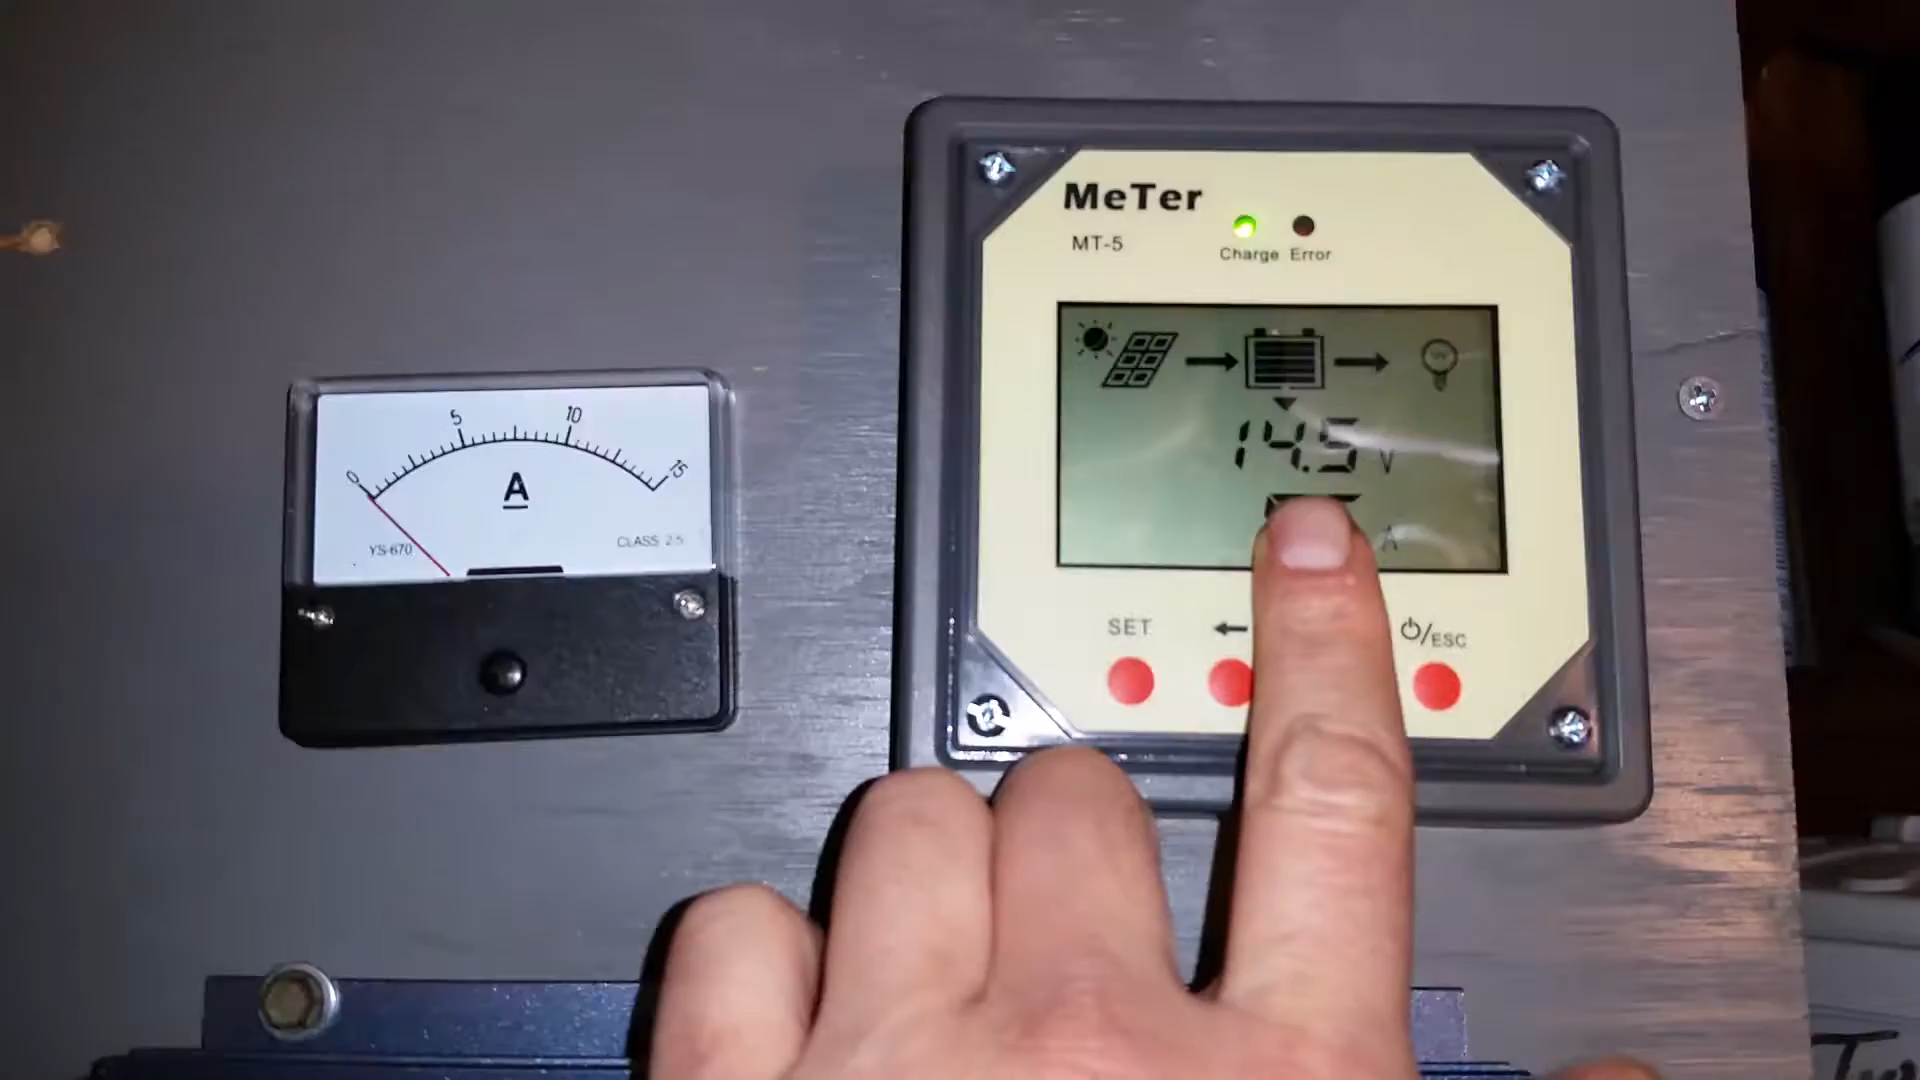 MeTer
MT-5
Charge Error
14.5 V
A
SET
←
⏻/ESC
0 5 10 15
A
YS-670
CLASS 2.5